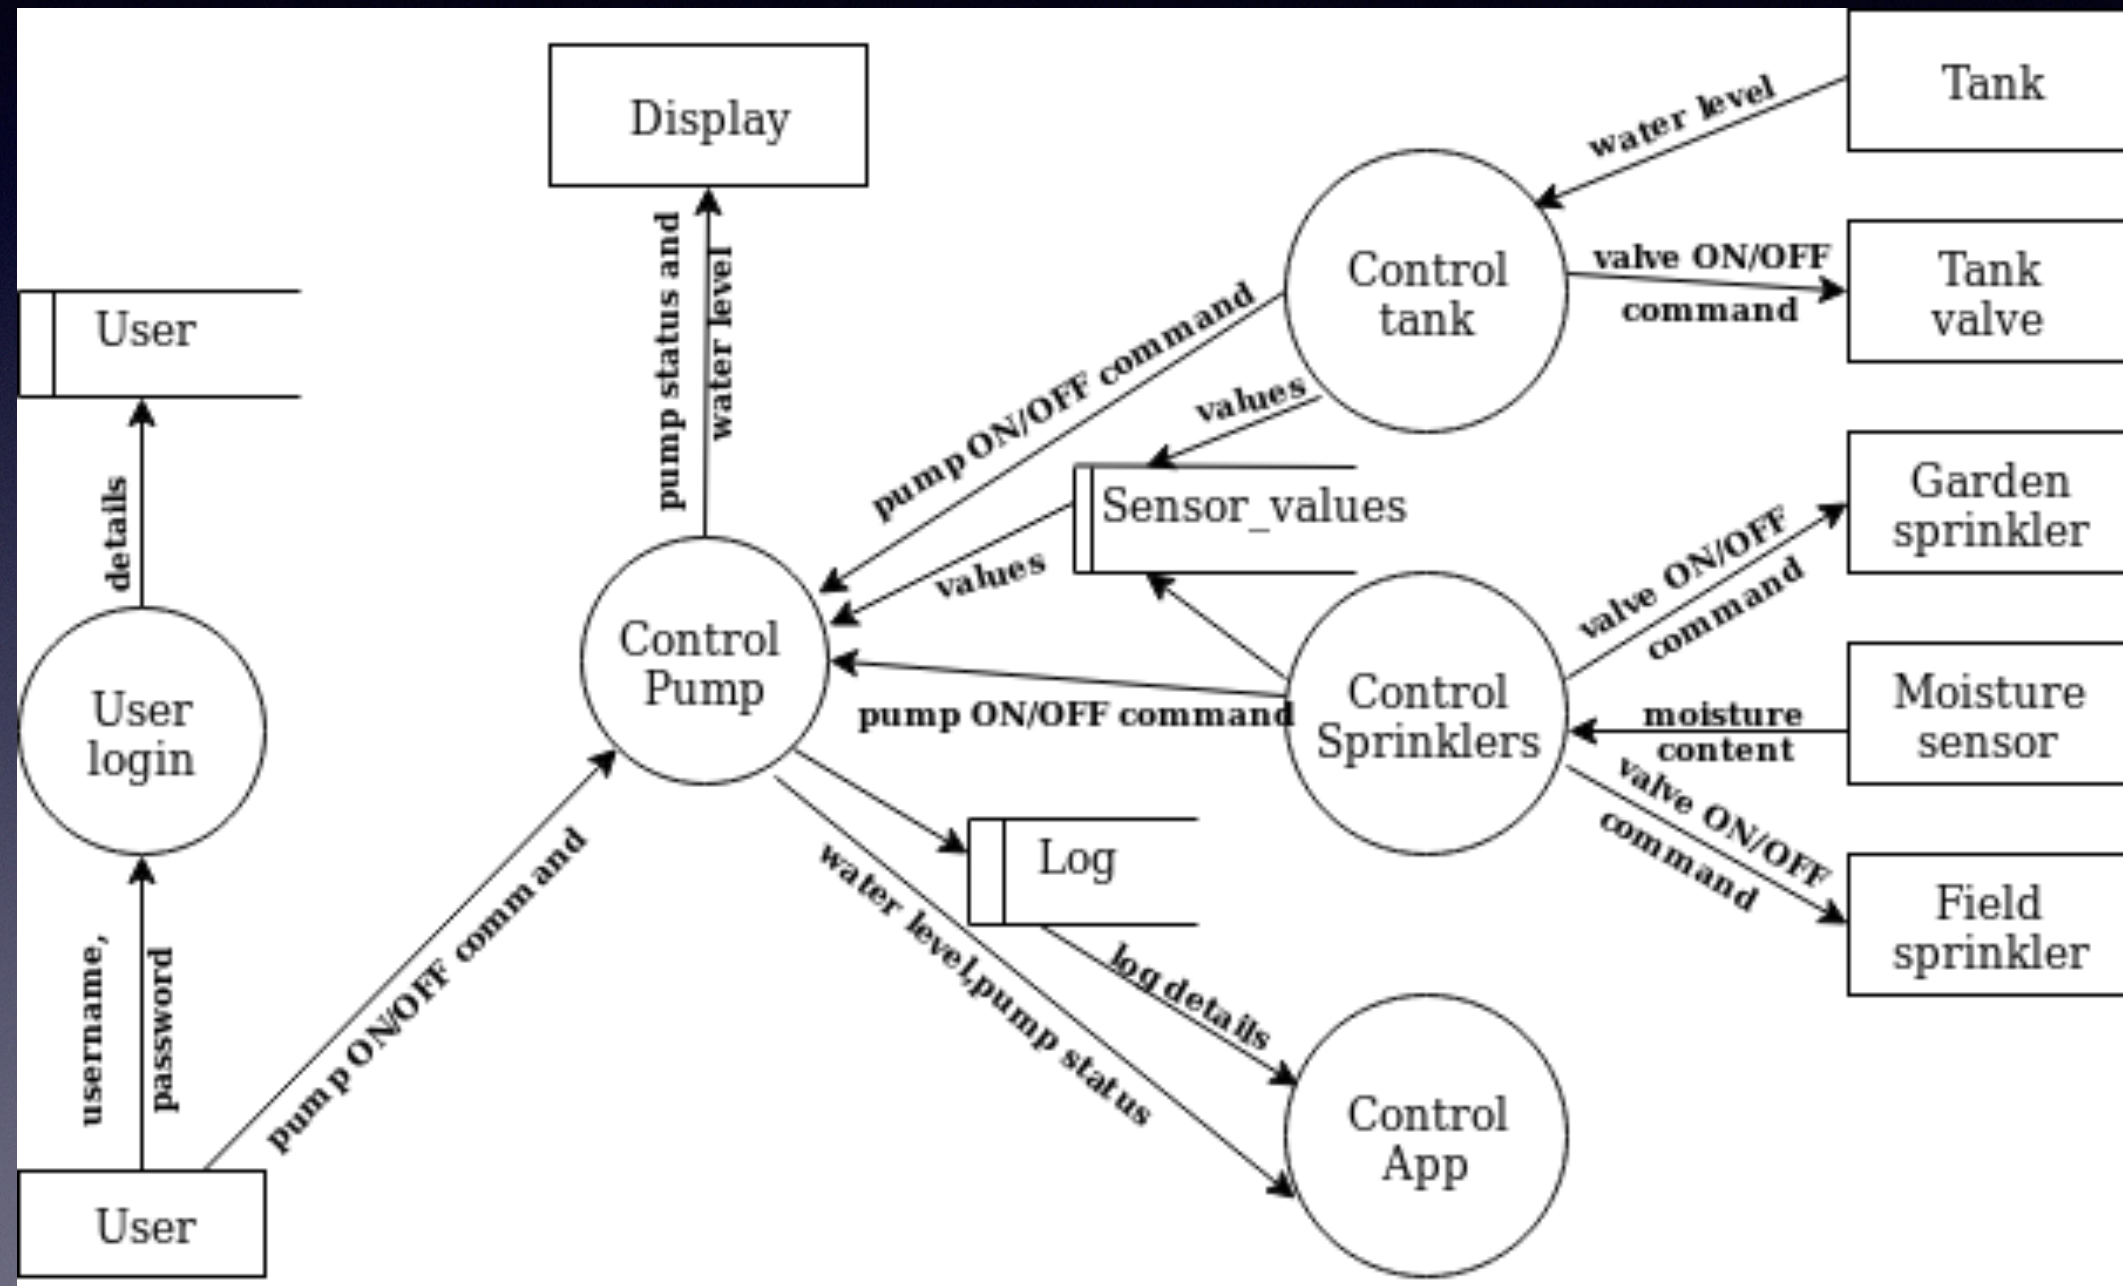 Display
Tank
water level
pump status and
water level
Control
tank
valve ON/OFF
command
Tank
valve
User
pump ON/OFF command
values
Sensor_values
Garden
sprinkler
details
values
valve ON/OFF
command
Control
Pump
pump ON/OFF command
Control
Sprinklers
moisture
content
Moisture
sensor
User
login
valve ON/OFF
command
Log
Field
sprinkler
username,
password
pump ON/OFF command
water level,pump status
log details
Control
App
User